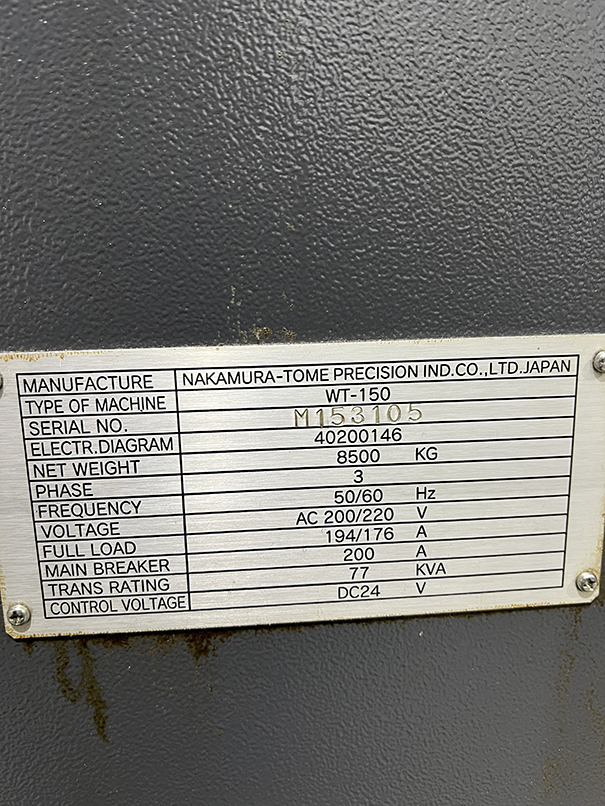 MANUFACTURE NAKAMURA-TOME PRECISION IND.CO.,LTD.JAPAN
TYPE OF MACHINE WT-150
SERIAL NO. M153105
ELECTR.DIAGRAM 40200146
NET WEIGHT 8500 KG
PHASE 3
FREQUENCY 50/60 Hz
VOLTAGE AC 200/220 V
FULL LOAD 194/176 A
MAIN BREAKER 200 A
TRANS RATING 77 KVA
CONTROL VOLTAGE DC24 V